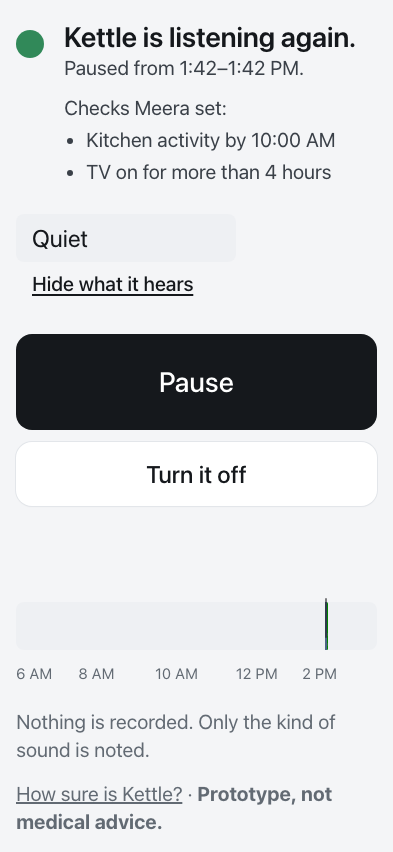 Kettle is listening again.
Paused from 1:42–1:42 PM.
Checks Meera set:
• Kitchen activity by 10:00 AM
• TV on for more than 4 hours
Quiet
Hide what it hears
Pause
Turn it off
6 AM 8 AM 10 AM 12 PM 2 PM
Nothing is recorded. Only the kind of
sound is noted.
How sure is Kettle? · Prototype, not
medical advice.